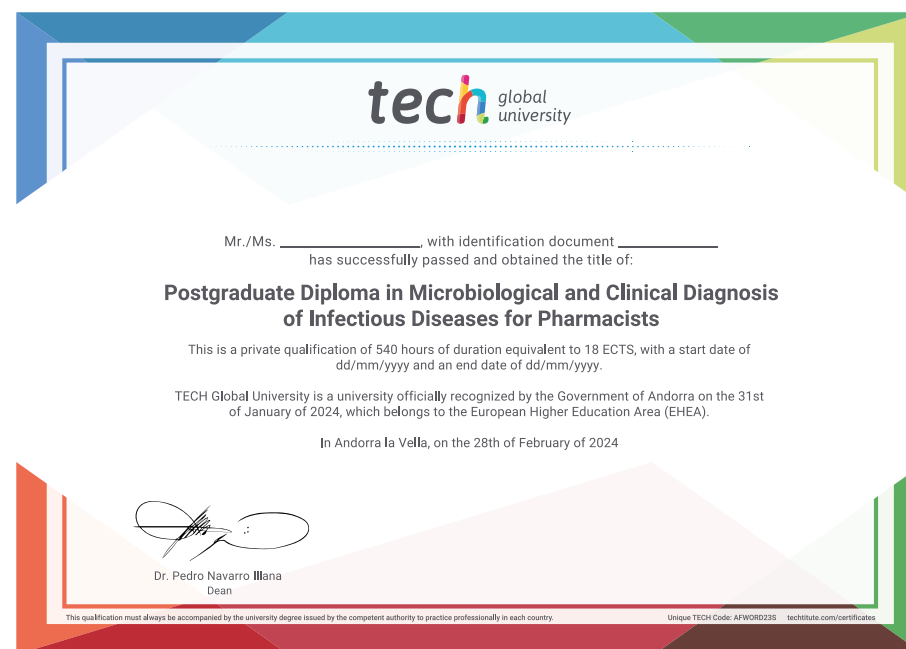 tech global university
Mr./Ms. ____________________, with identification document ______________
has successfully passed and obtained the title of:
Postgraduate Diploma in Microbiological and Clinical Diagnosis
of Infectious Diseases for Pharmacists
This is a private qualification of 540 hours of duration equivalent to 18 ECTS, with a start date of
dd/mm/yyyy and an end date of dd/mm/yyyy.
TECH Global University is a university officially recognized by the Government of Andorra on the 31st
of January of 2024, which belongs to the European Higher Education Area (EHEA).
In Andorra la Vella, on the 28th of February of 2024
Dr. Pedro Navarro Illana
Dean
This qualification must always be accompanied by the university degree issued by the competent authority to practice professionally in each country.
Unique TECH Code: AFWORD23S techtitute.com/certificates